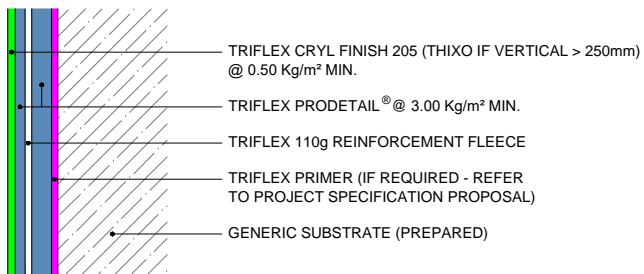 TRIFLEX CRYL FINISH 205 (THIXO IF VERTICAL > 250mm)
@ 0.50 Kg/m² MIN.
TRIFLEX PRODETAIL® @ 3.00 Kg/m² MIN.
TRIFLEX 110g REINFORCEMENT FLEECE
TRIFLEX PRIMER (IF REQUIRED - REFER
TO PROJECT SPECIFICATION PROPOSAL)
GENERIC SUBSTRATE (PREPARED)